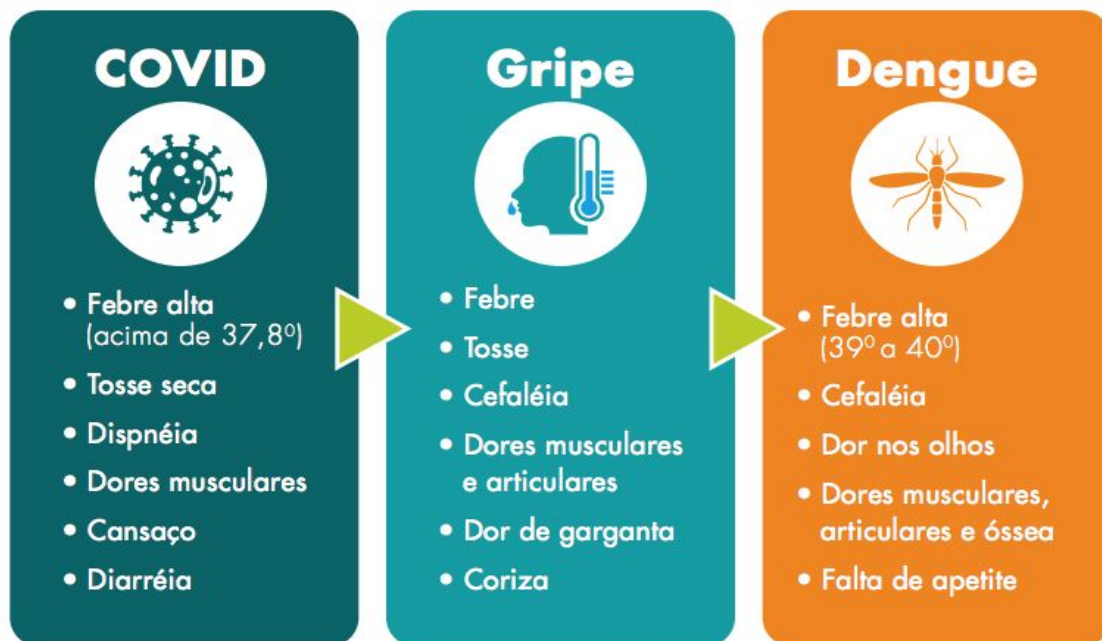 COVID
• Febre alta
(acima de 37,8º)
• Tosse seca
• Dispnéia
• Dores musculares
• Cansaço
• Diarréia
Gripe
• Febre
• Tosse
• Cefaléia
• Dores musculares
e articulares
• Dor de garganta
• Coriza
Dengue
• Febre alta
(39º a 40º)
• Cefaléia
• Dor nos olhos
• Dores musculares,
articulares e óssea
• Falta de apetite